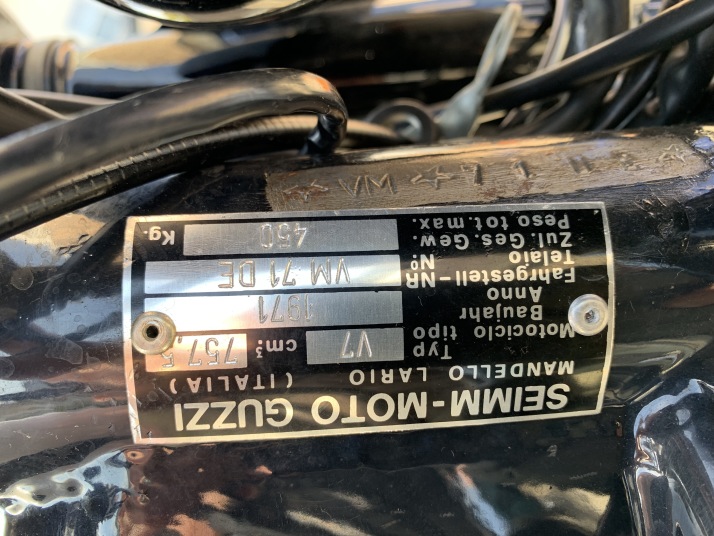 SEIMM-MOTO GUZZI
MANDELLO LARIO (ITALIA)
Motociclo tipo
Typ V7 757,5 cm³
Baujahr
Anno 1971
Fahrgestell-NR
Telaio Nº VM 71 DE
Zul. Ges. Gew.
Peso tot. max. 450 Kg.
VM